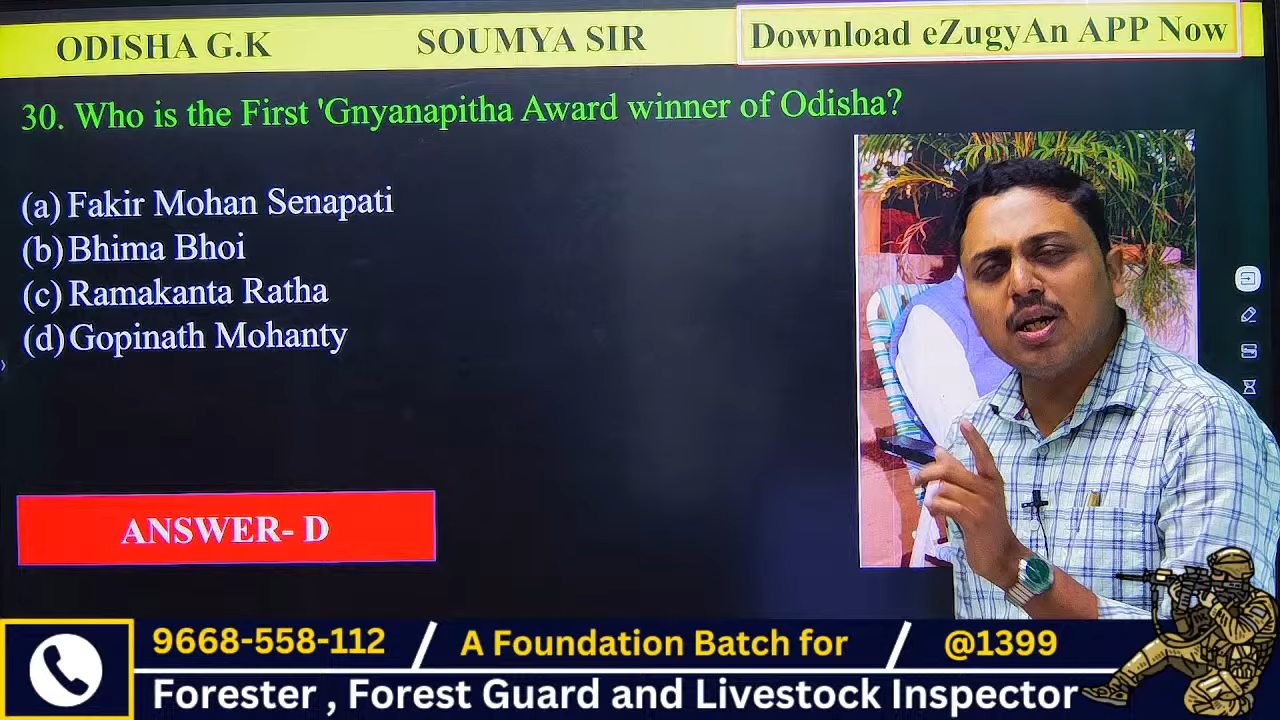 ODISHA G.K SOUMYA SIR Download eZugyAn APP Now
30. Who is the First 'Gnyanapitha Award winner of Odisha?
(a) Fakir Mohan Senapati
(b) Bhima Bhoi
(c) Ramakanta Ratha
(d) Gopinath Mohanty
ANSWER- D
9668-558-112 / A Foundation Batch for / @1399
Forester , Forest Guard and Livestock Inspector